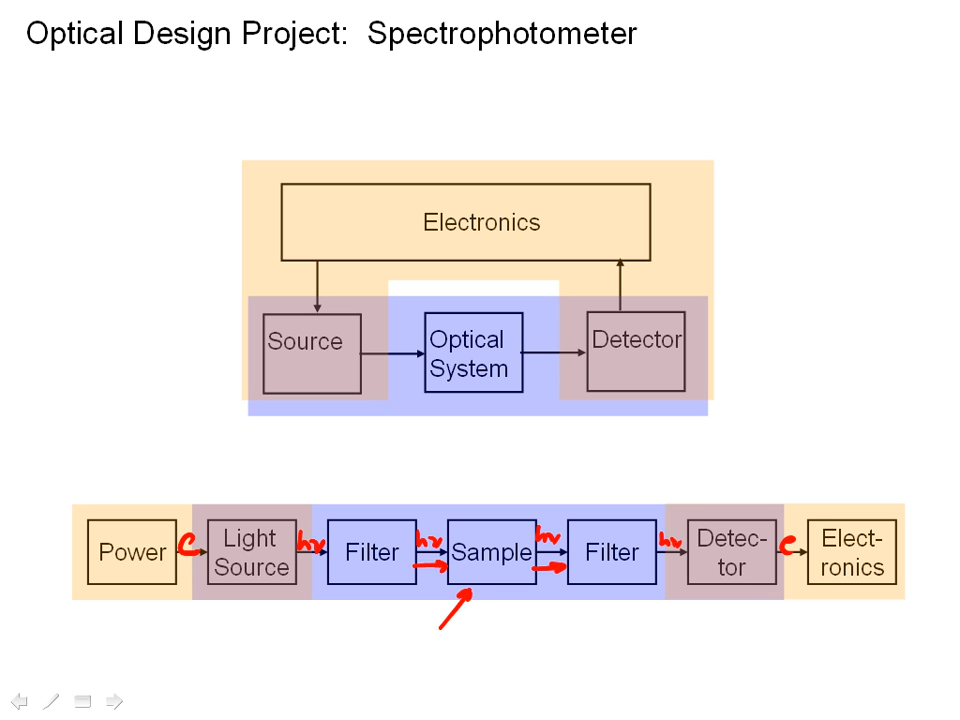 Optical Design Project: Spectrophotometer
Electronics
Source
Optical
System
Detector
Power
e
Light
Source
hν
Filter
hν
Sample
hν
Filter
hν
Detec-
tor
e
Elect-
ronics